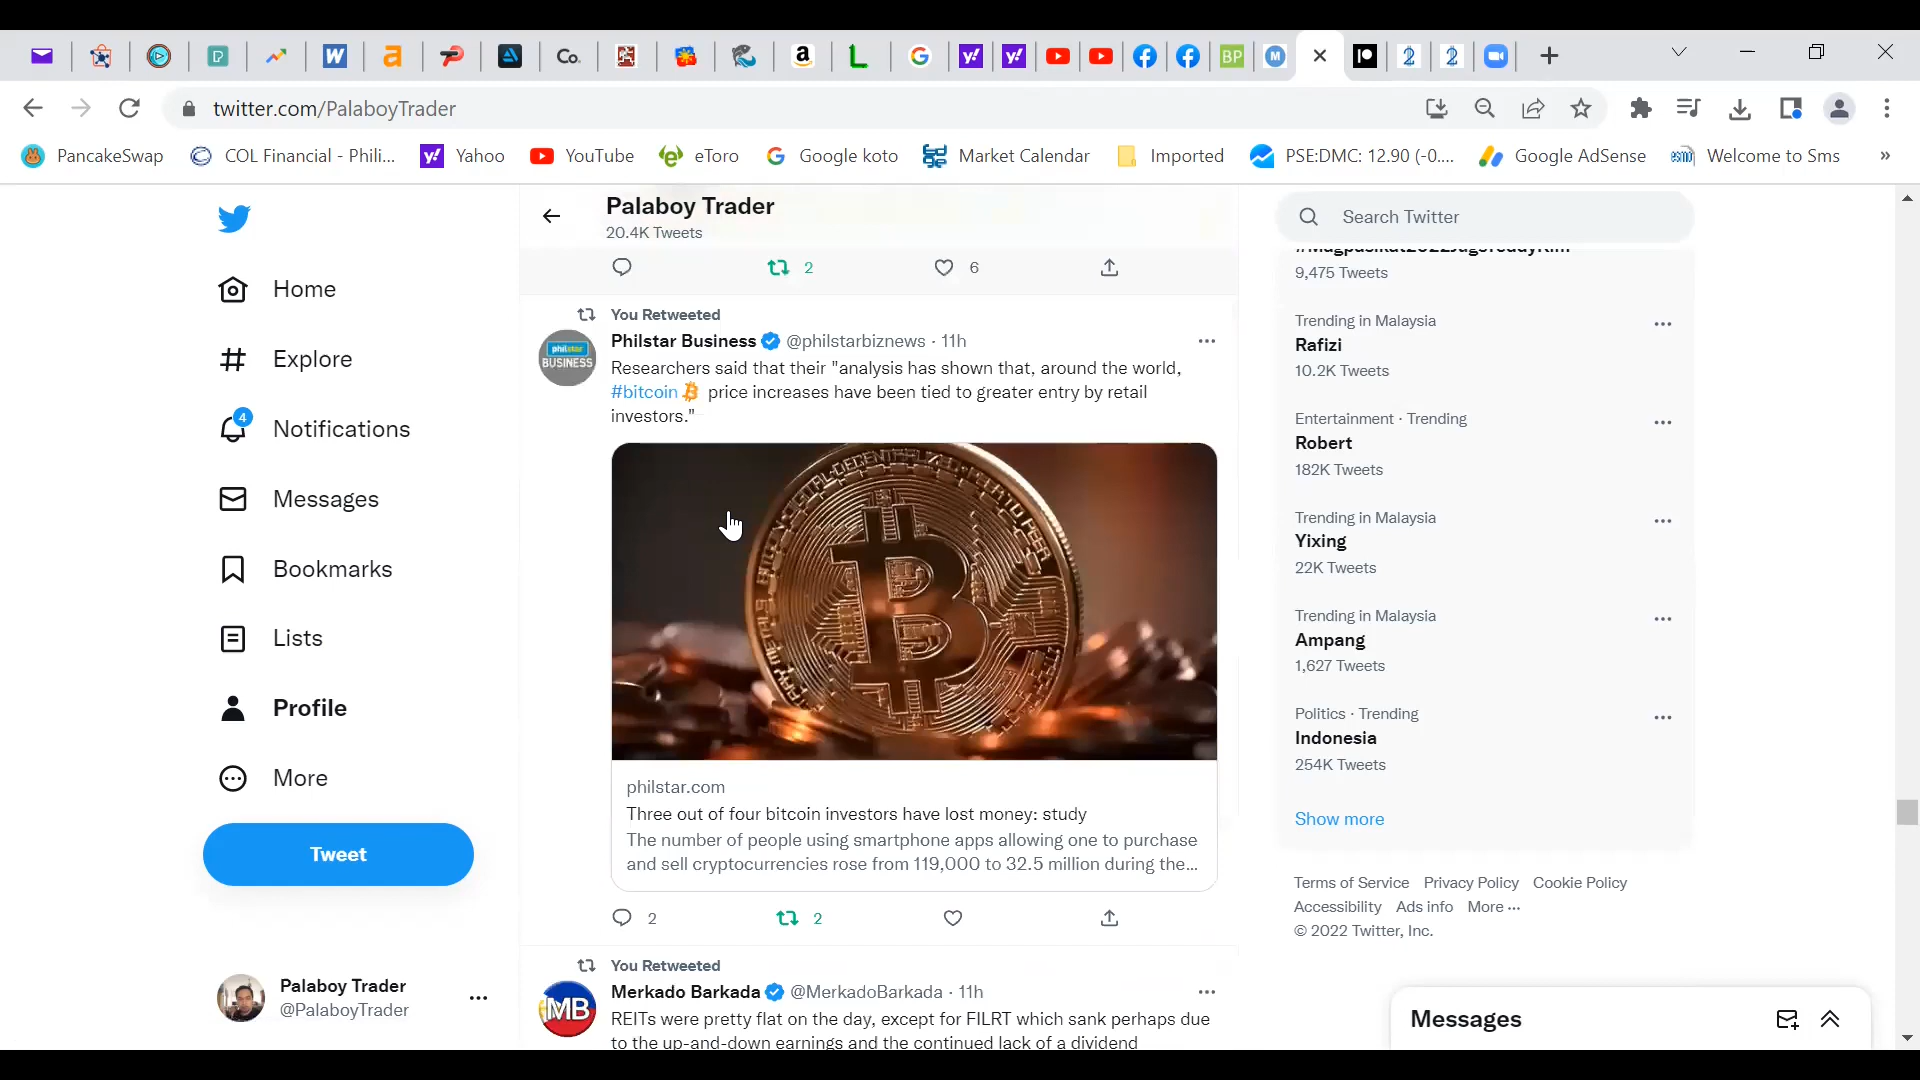 twitter.com/PalaboyTrader
PancakeSwap
COL Financial - Phili...
Yahoo
YouTube
eToro
Google koto
Market Calendar
Imported
PSE:DMC: 12.90 (-0....
Google AdSense
Welcome to Sms
Home
Explore
4
Notifications
Messages
Bookmarks
Lists
Profile
More
Tweet
Palaboy Trader
@PalaboyTrader
Palaboy Trader
20.4K Tweets
2
6
You Retweeted
Philstar Business @philstarbiznews · 11h
Researchers said that their "analysis has shown that, around the world,
#bitcoin price increases have been tied to greater entry by retail
investors."
philstar.com
Three out of four bitcoin investors have lost money: study
The number of people using smartphone apps allowing one to purchase
and sell cryptocurrencies rose from 119,000 to 32.5 million during the...
2
2
You Retweeted
Merkado Barkada @MerkadoBarkada · 11h
REITs were pretty flat on the day, except for FILRT which sank perhaps due
to the up-and-down earnings and the continued lack of a dividend
Search Twitter
9,475 Tweets
Trending in Malaysia
Rafizi
10.2K Tweets
Entertainment · Trending
Robert
182K Tweets
Trending in Malaysia
Yixing
22K Tweets
Trending in Malaysia
Ampang
1,627 Tweets
Politics · Trending
Indonesia
254K Tweets
Show more
Terms of Service Privacy Policy Cookie Policy
Accessibility Ads info More ...
© 2022 Twitter, Inc.
Messages